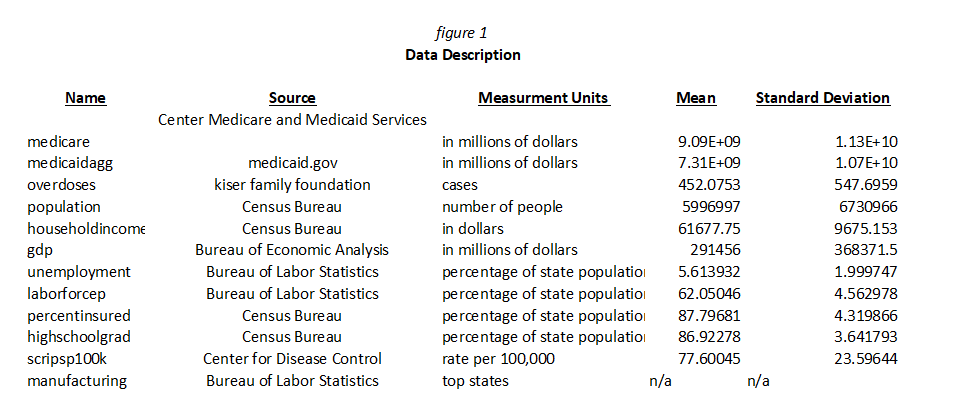 figure 1
Data Description
Name Source Measurment Units Mean Standard Deviation
Center Medicare and Medicaid Services
medicare in millions of dollars 9.09E+09 1.13E+10
medicaidagg medicaid.gov in millions of dollars 7.31E+09 1.07E+10
overdoses kiser family foundation cases 452.0753 547.6959
population Census Bureau number of people 5996997 6730966
householdincome Census Bureau in dollars 61677.75 9675.153
gdp Bureau of Economic Analysis in millions of dollars 291456 368371.5
unemployment Bureau of Labor Statistics percentage of state population 5.613932 1.999747
laborforcep Bureau of Labor Statistics percentage of state population 62.05046 4.562978
percentinsured Census Bureau percentage of state population 87.79681 4.319866
highschoolgrad Census Bureau percentage of state population 86.92278 3.641793
scripsp100k Center for Disease Control rate per 100,000 77.60045 23.59644
manufacturing Bureau of Labor Statistics top states n/a n/a